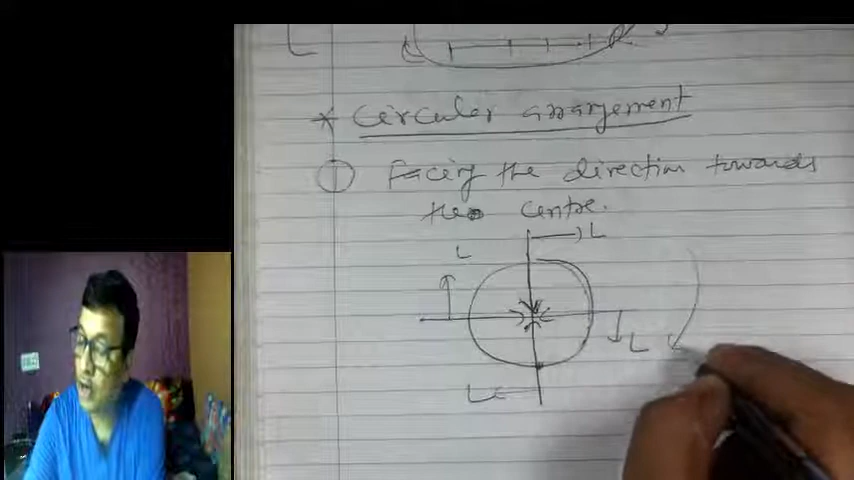 * Circular arrangement
① Facing the direction towards
the centre.
L
L
L
L